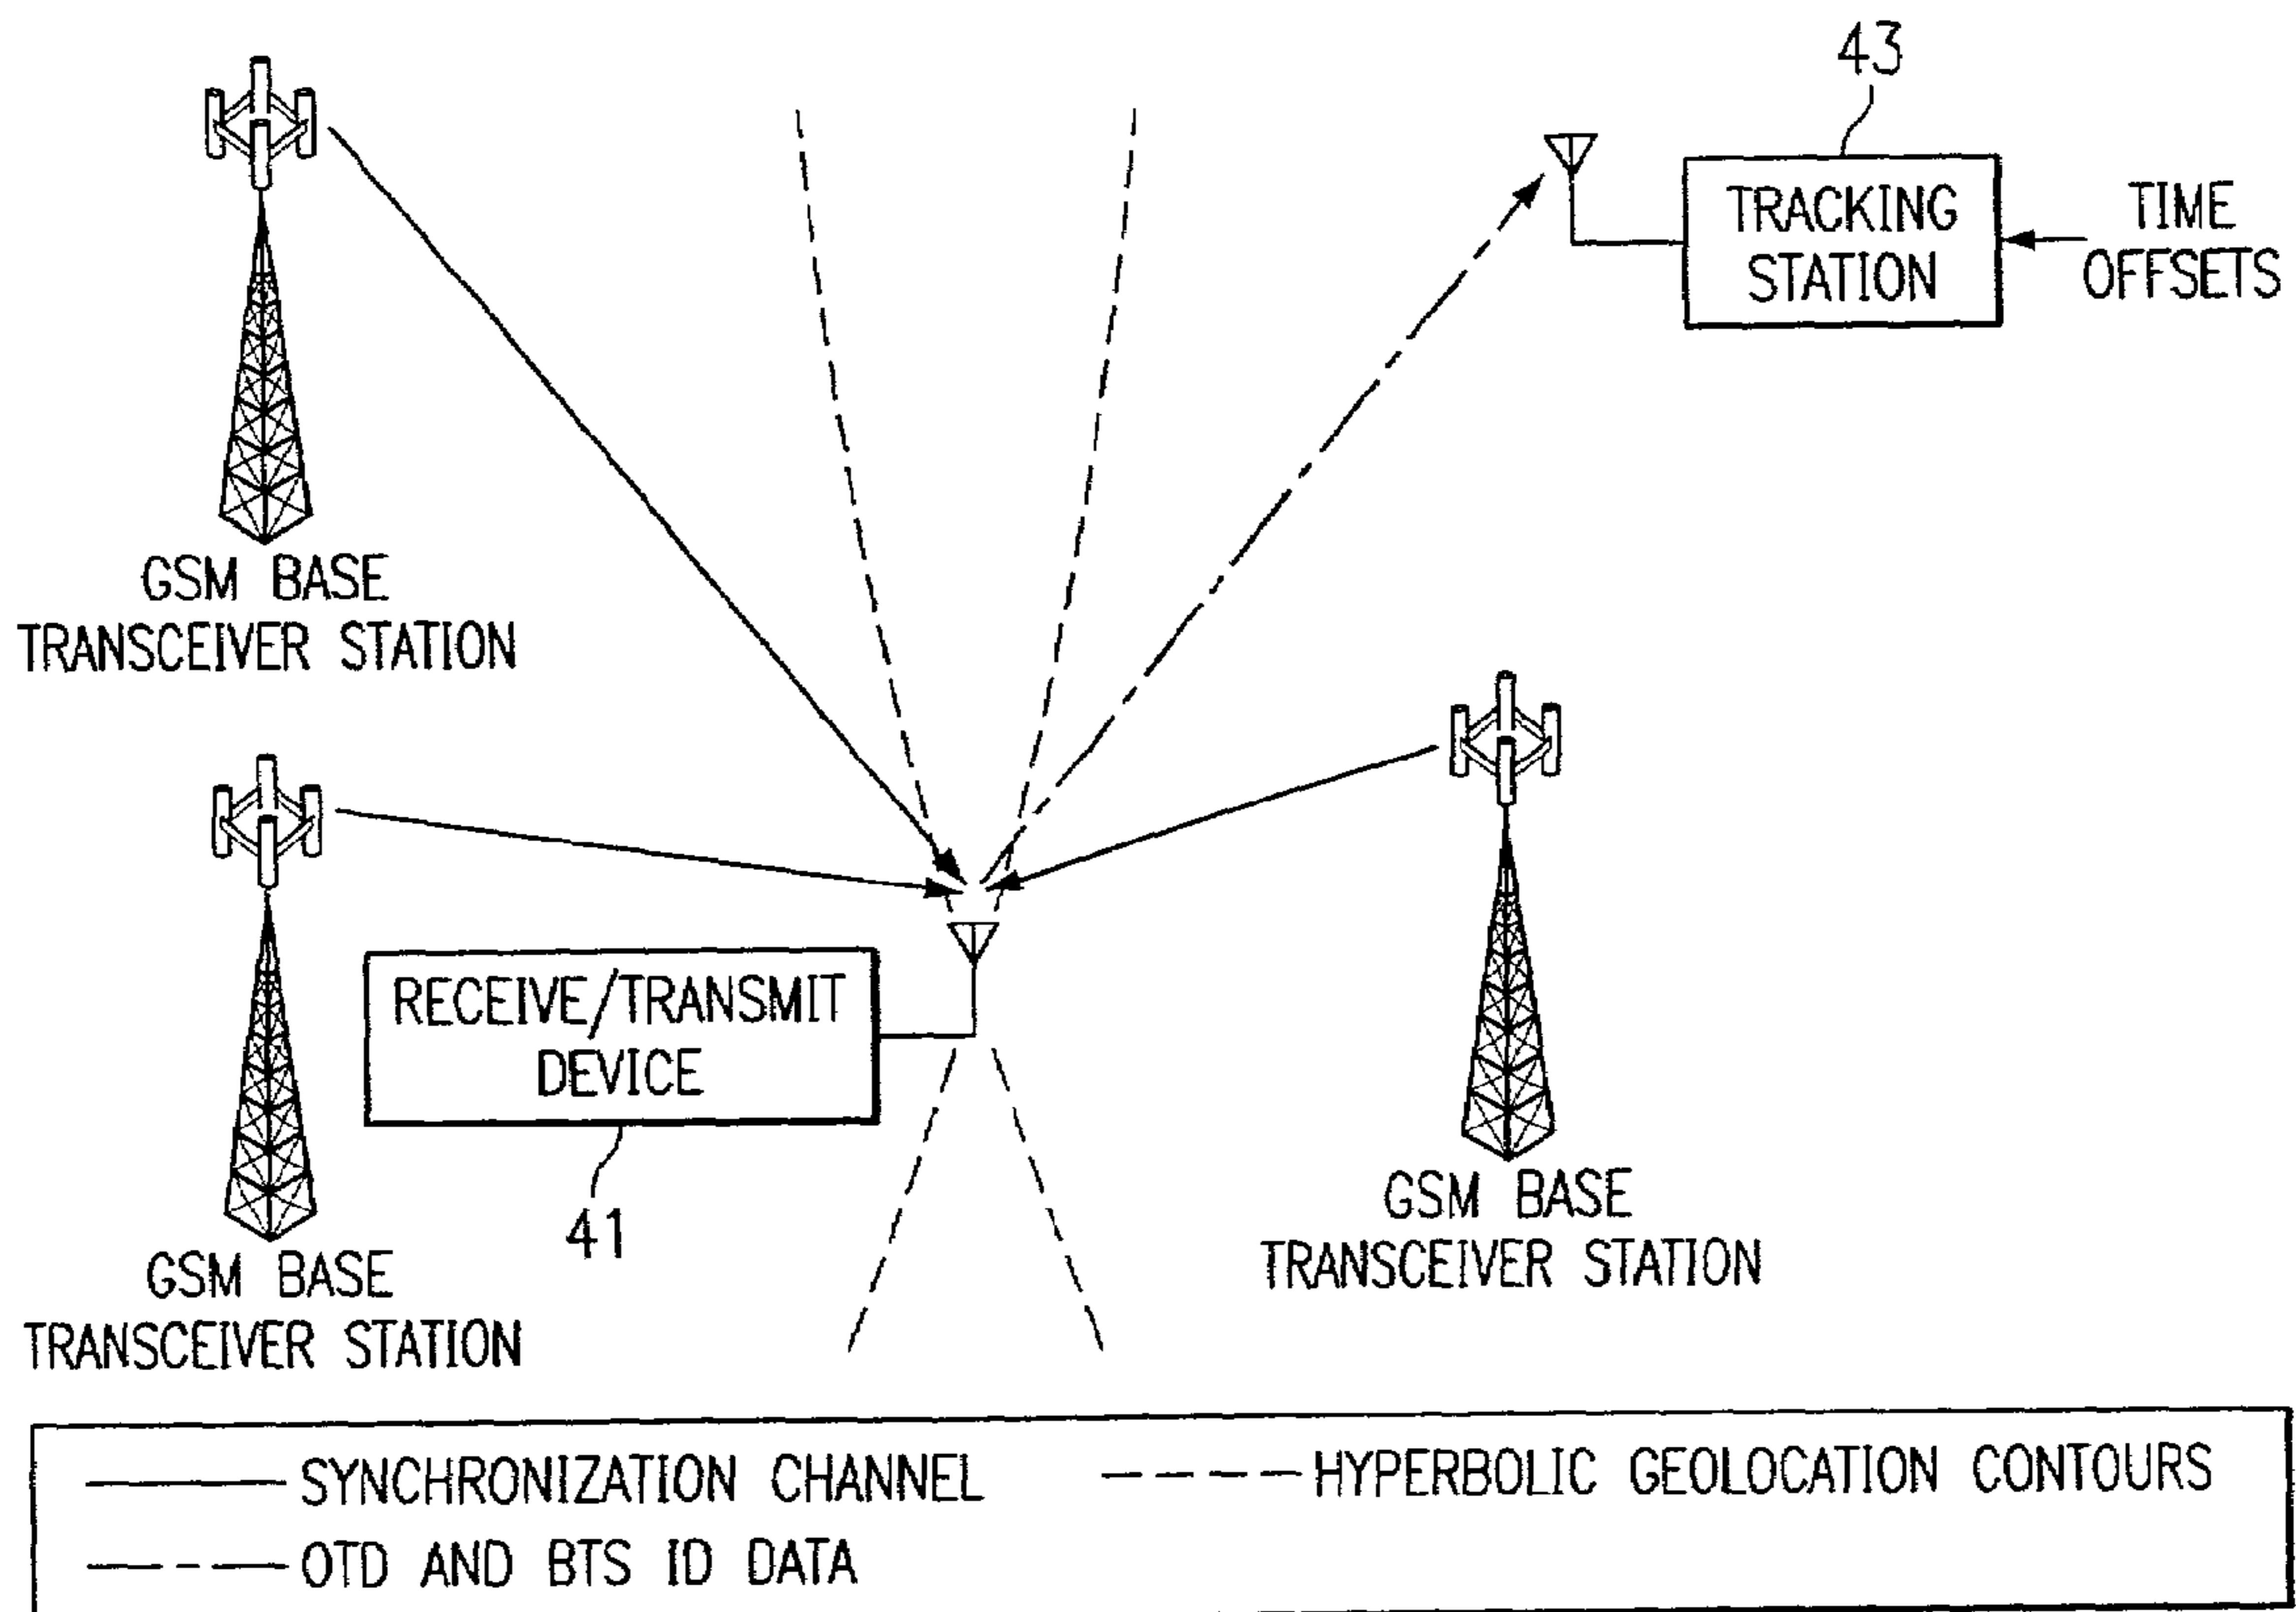 43
TRACKING
STATION
TIME
OFFSETS
GSM BASE
TRANSCEIVER STATION
RECEIVE/TRANSMIT
DEVICE
41
GSM BASE
TRANSCEIVER STATION
GSM BASE
TRANSCEIVER STATION
SYNCHRONIZATION CHANNEL
HYPERBOLIC GEOLOCATION CONTOURS
OTD AND BTS ID DATA